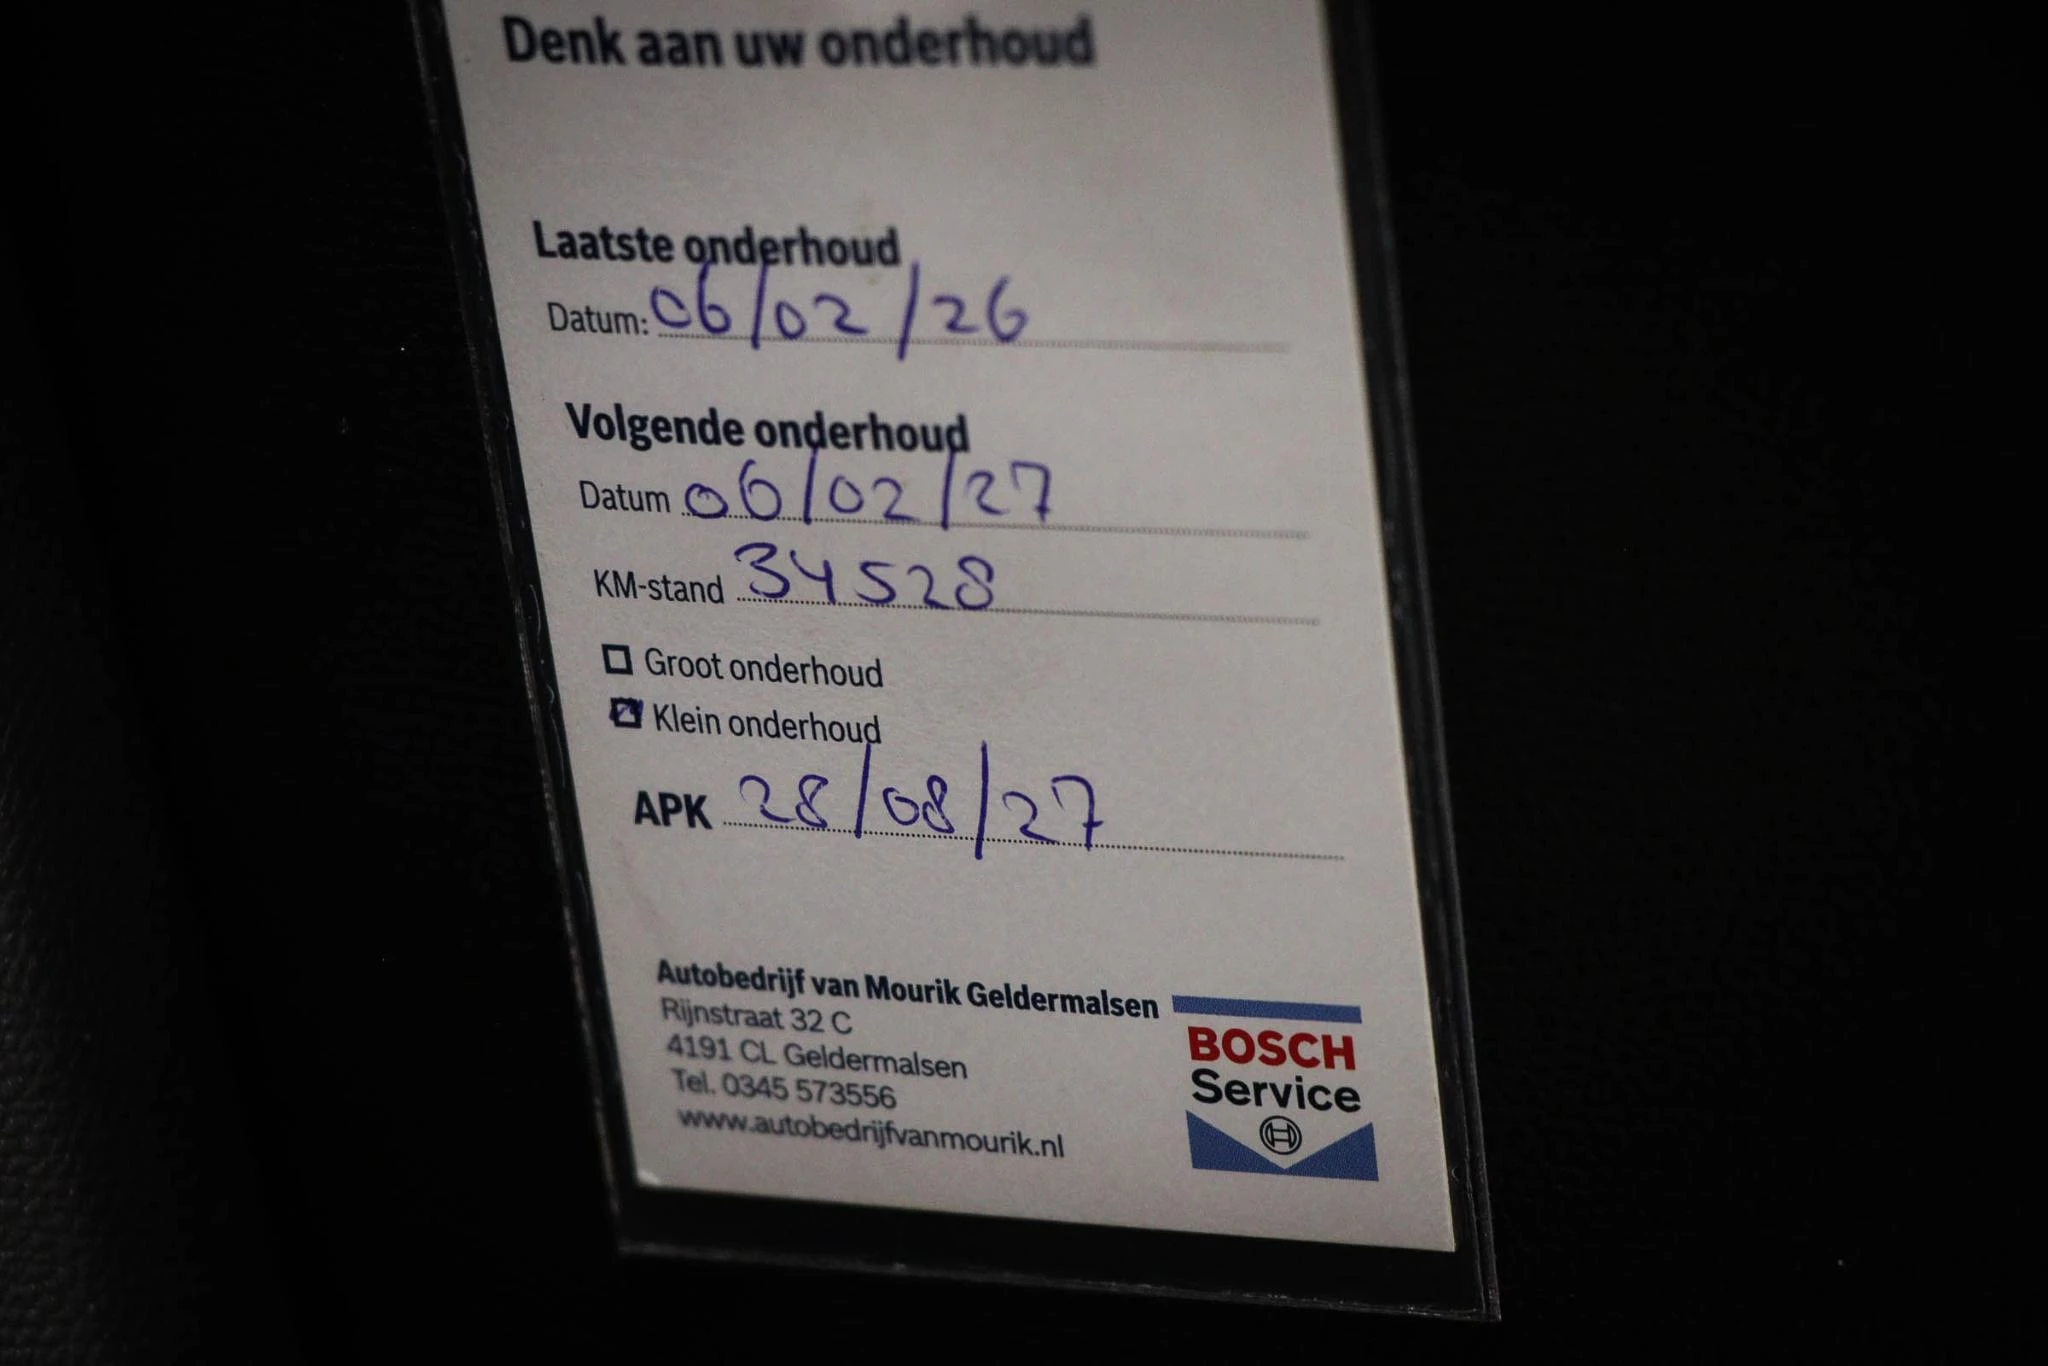 Denk aan uw onderhoud
Laatste onderhoud
Datum: 06/02/26
Volgende onderhoud
Datum 06/02/27
KM-stand 34528
Groot onderhoud
Klein onderhoud
APK 28/08/27
Autobedrijf van Mourik Geldermalsen
Rijnstraat 32 C
4191 CL Geldermalsen
Tel. 0345 573556
www.autobedrijfvanmourik.nl
BOSCH
Service